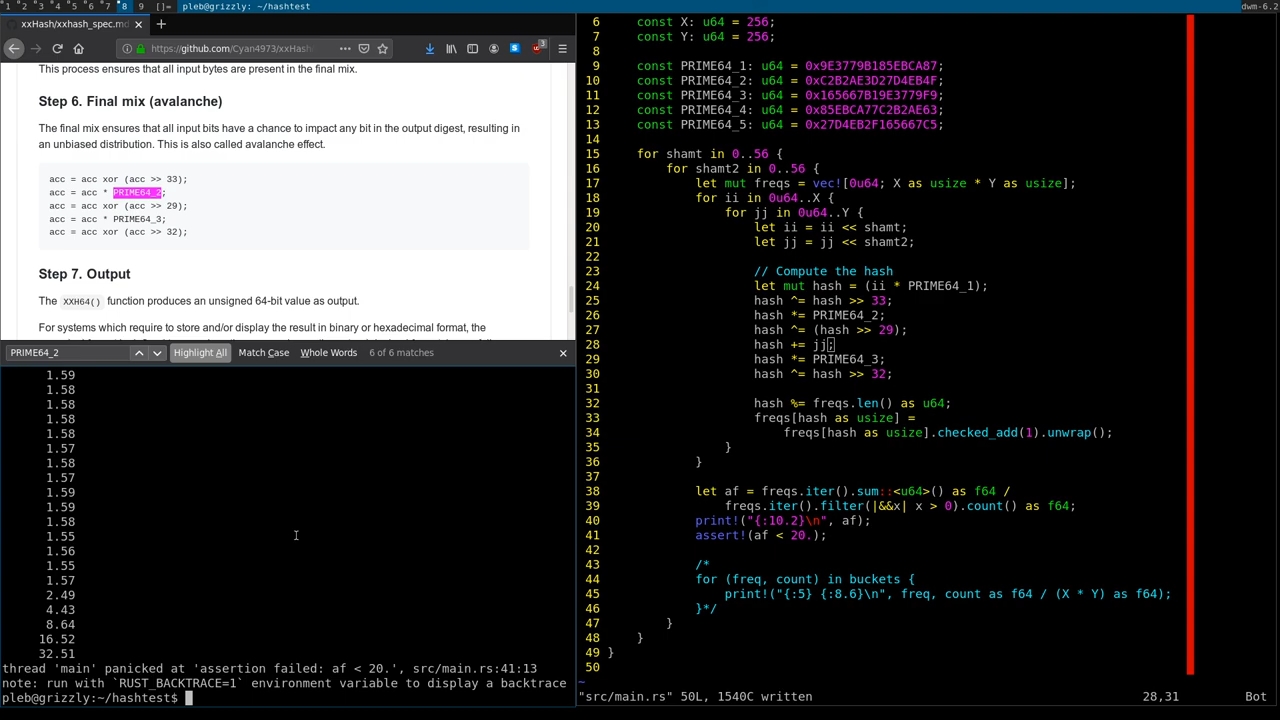 1 2 3 4 5 6 7 8 9 []= pleb@grizzly: ~/hashtest dwm-6.2
xxHash/xxhash_spec.md
https://github.com/Cyan4973/xxHash
This process ensures that all input bytes are present in the final mix.
Step 6. Final mix (avalanche)
The final mix ensures that all input bits have a chance to impact any bit in the output digest, resulting in
an unbiased distribution. This is also called avalanche effect.
acc = acc xor (acc >> 33);
acc = acc * PRIME64_2;
acc = acc xor (acc >> 29);
acc = acc * PRIME64_3;
acc = acc xor (acc >> 32);
Step 7. Output
The XXH64() function produces an unsigned 64-bit value as output.
For systems which require to store and/or display the result in binary or hexadecimal format, the
PRIME64_2 Highlight All Match Case Whole Words 6 of 6 matches
1.59
1.58
1.58
1.58
1.58
1.57
1.58
1.57
1.59
1.59
1.58
1.55
1.56
1.55
1.57
2.49
4.43
8.64
16.52
32.51
thread 'main' panicked at 'assertion failed: af < 20.', src/main.rs:41:13
note: run with `RUST_BACKTRACE=1` environment variable to display a backtrace
pleb@grizzly:~/hashtest$
6 const X: u64 = 256;
7 const Y: u64 = 256;
8
9 const PRIME64_1: u64 = 0x9E3779B185EBCA87;
10 const PRIME64_2: u64 = 0xC2B2AE3D27D4EB4F;
11 const PRIME64_3: u64 = 0x165667B19E3779F9;
12 const PRIME64_4: u64 = 0x85EBCA77C2B2AE63;
13 const PRIME64_5: u64 = 0x27D4EB2F165667C5;
14
15 for shamt in 0..56 {
16 for shamt2 in 0..56 {
17 let mut freqs = vec![0u64; X as usize * Y as usize];
18 for ii in 0u64..X {
19 for jj in 0u64..Y {
20 let ii = ii << shamt;
21 let jj = jj << shamt2;
22
23 // Compute the hash
24 let mut hash = (ii * PRIME64_1);
25 hash ^= hash >> 33;
26 hash *= PRIME64_2;
27 hash ^= (hash >> 29);
28 hash += jj;
29 hash *= PRIME64_3;
30 hash ^= hash >> 32;
31
32 hash %= freqs.len() as u64;
33 freqs[hash as usize] =
34 freqs[hash as usize].checked_add(1).unwrap();
35 }
36 }
37
38 let af = freqs.iter().sum::<u64>() as f64 /
39 freqs.iter().filter(|&&x| x > 0).count() as f64;
40 print!("{:10.2}\n", af);
41 assert!(af < 20.);
42
43 /*
44 for (freq, count) in buckets {
45 print!("{:5} {:8.6}\n", freq, count as f64 / (X * Y) as f64);
46 }*/
47 }
48 }
49 }
50
~
"src/main.rs" 50L, 1540C written 28,31 Bot